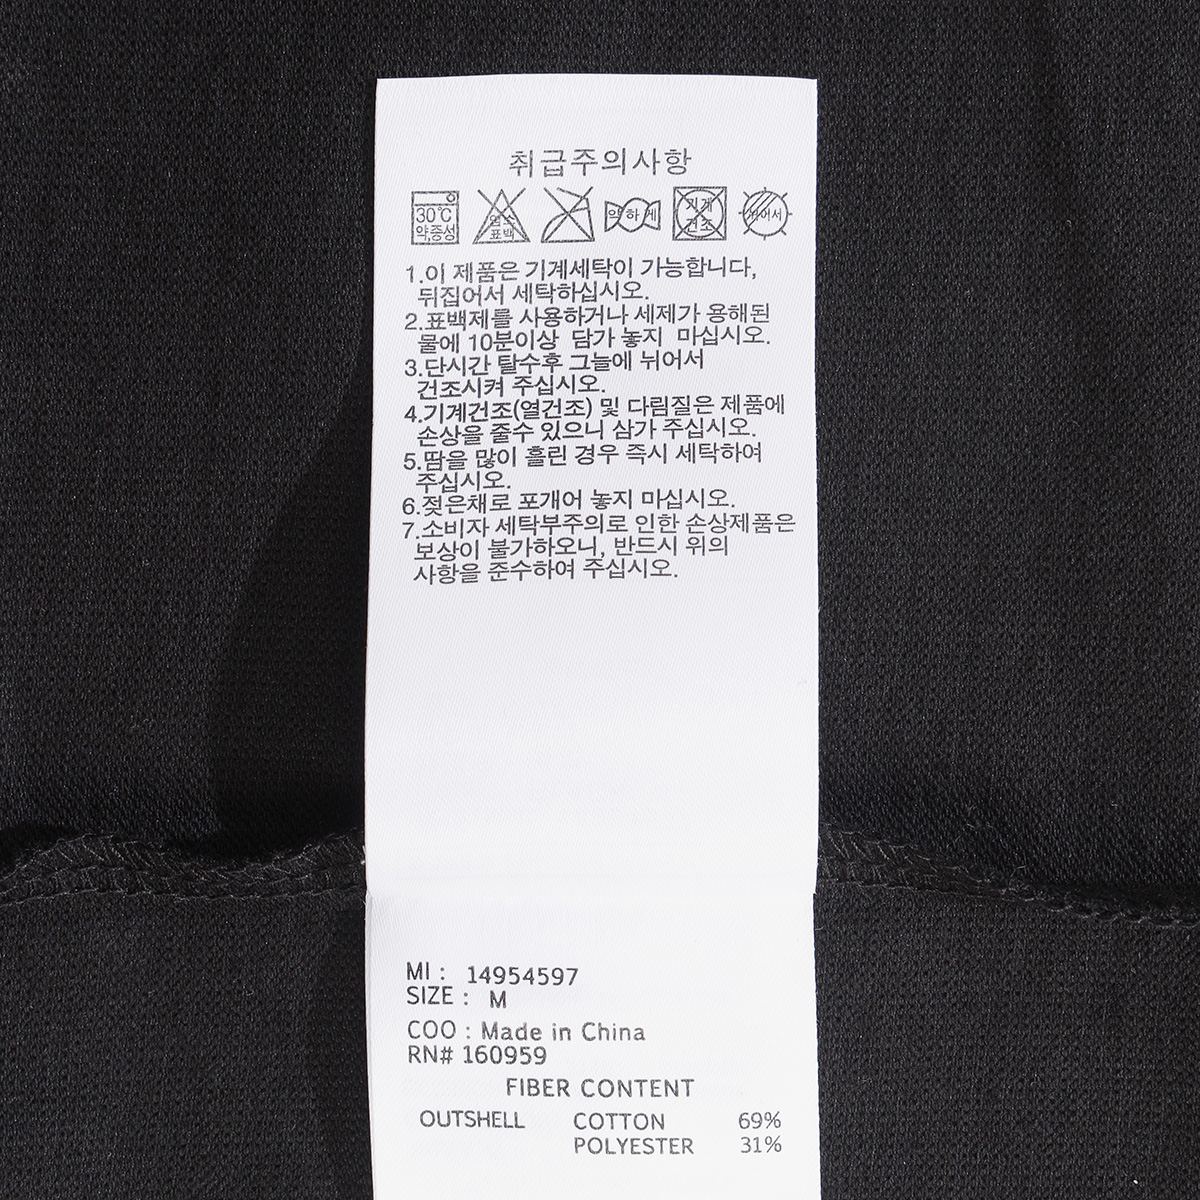 취급주의사항
30℃ 약,중성 염소 표백 약하게 기계 건조 뉘어서
1.이 제품은 기계세탁이 가능합니다,
뒤집어서 세탁하십시오.
2.표백제를 사용하거나 세제가 용해된
물에 10분이상 담가 놓지 마십시오.
3.단시간 탈수후 그늘에 뉘어서
건조시켜 주십시오.
4.기계건조(열건조) 및 다림질은 제품에
손상을 줄수 있으니 삼가 주십시오.
5.땀을 많이 흘린 경우 즉시 세탁하여
주십시오.
6.젖은채로 포개어 놓지 마십시오.
7.소비자 세탁부주의로 인한 손상제품은
보상이 불가하오니, 반드시 위의
사항을 준수하여 주십시오.
MI : 14954597
SIZE : M
COO : Made in China
RN# 160959
FIBER CONTENT
OUTSHELL COTTON 69%
POLYESTER 31%